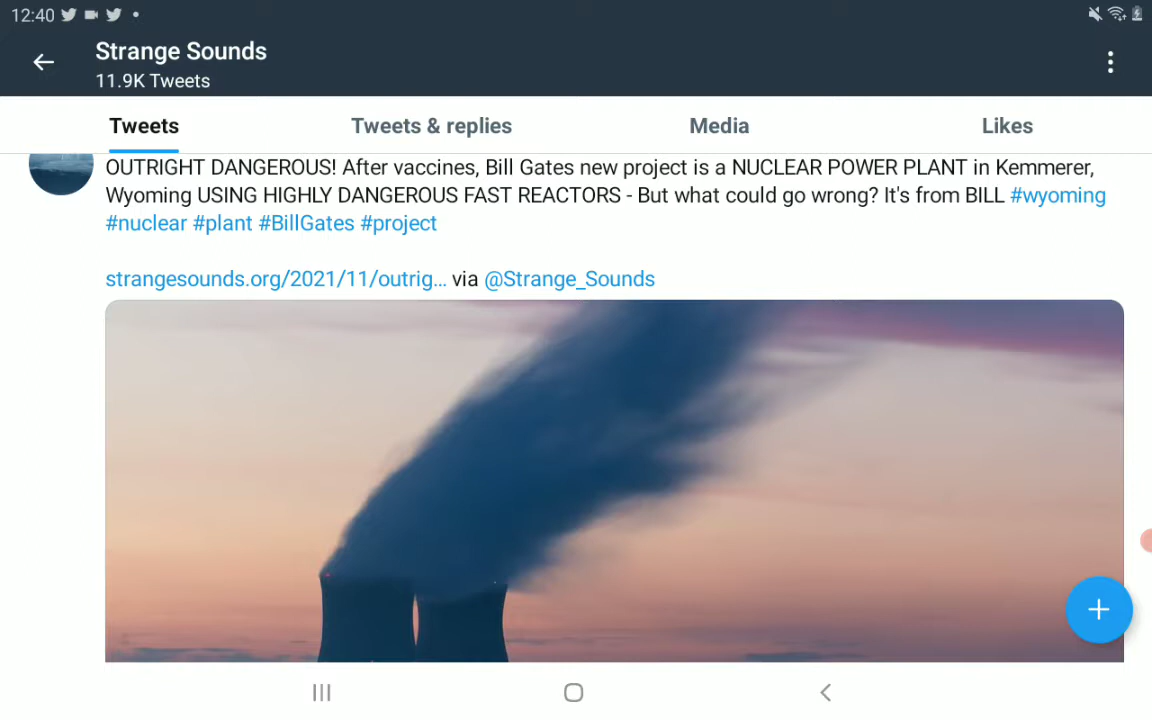 12:40
Strange Sounds
11.9K Tweets
Tweets Tweets & replies Media Likes
OUTRIGHT DANGEROUS! After vaccines, Bill Gates new project is a NUCLEAR POWER PLANT in Kemmerer,
Wyoming USING HIGHLY DANGEROUS FAST REACTORS - But what could go wrong? It's from BILL #wyoming
#nuclear #plant #BillGates #project
strangesounds.org/2021/11/outrig... via @Strange_Sounds